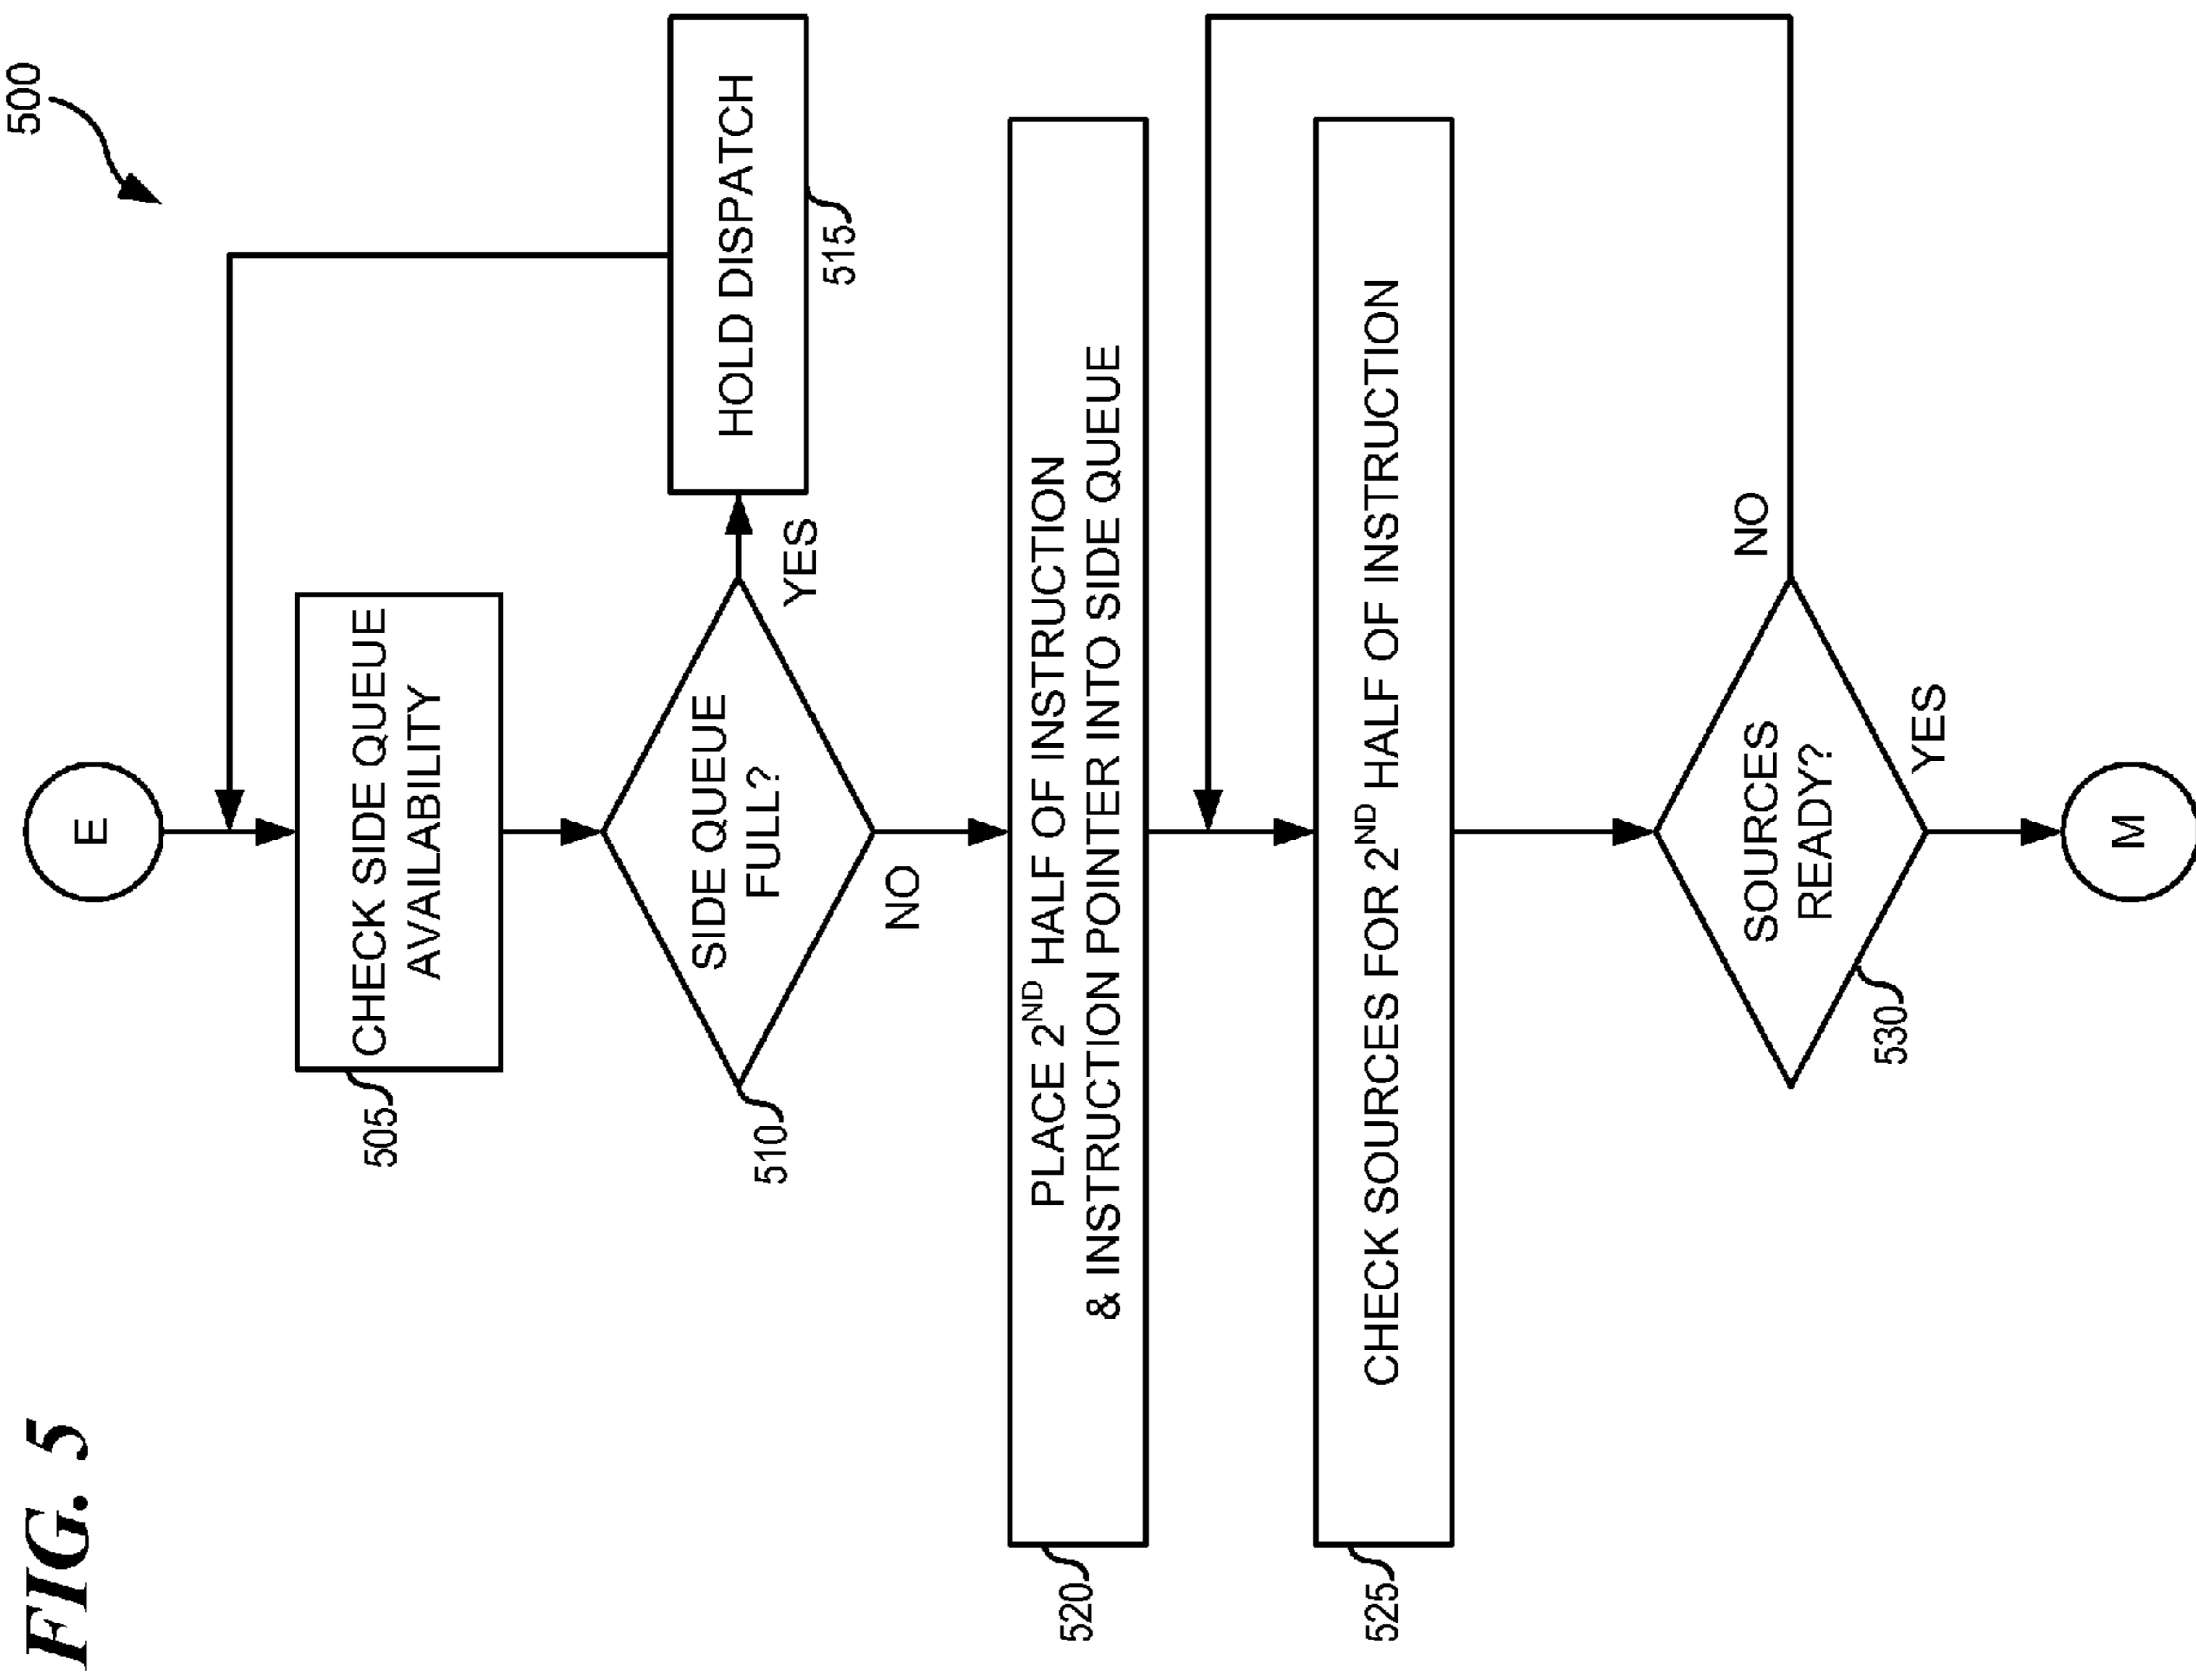 FIG. 5
500
E
CHECK SIDE QUEUE
AVAILABILITY
505
SIDE QUEUE
FULL?
510
YES
HOLD DISPATCH
515
NO
PLACE 2ND HALF OF INSTRUCTION
& INSTRUCTION POINTER INTO SIDE QUEUE
520
CHECK SOURCES FOR 2ND HALF OF INSTRUCTION
525
SOURCES
READY?
NO
530
YES
M